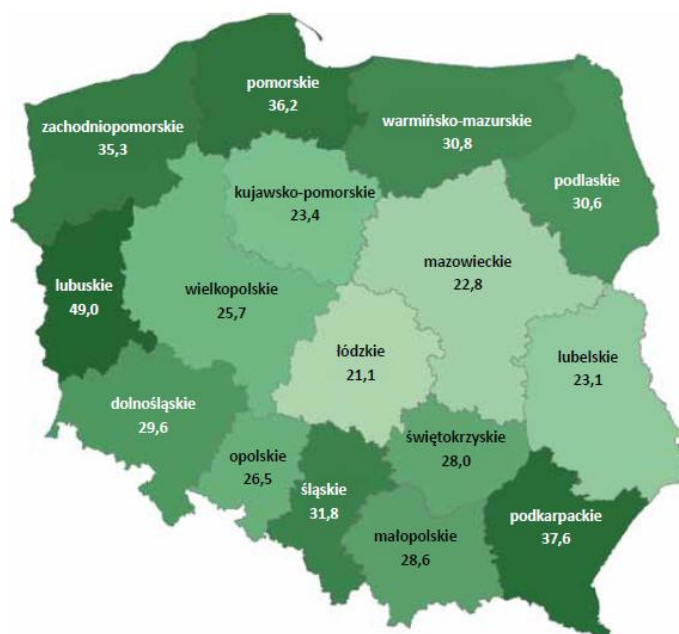 pomorskie
36,2
zachodniopomorskie
35,3
warmińsko-mazurskie
30,8
podlaskie
30,6
kujawsko-pomorskie
23,4
mazowieckie
22,8
lubuskie
49,0
wielkopolskie
25,7
łódzkie
21,1
lubelskie
23,1
dolnośląskie
29,6
świętokrzyskie
28,0
opolskie
26,5
śląskie
31,8
podkarpackie
37,6
małopolskie
28,6